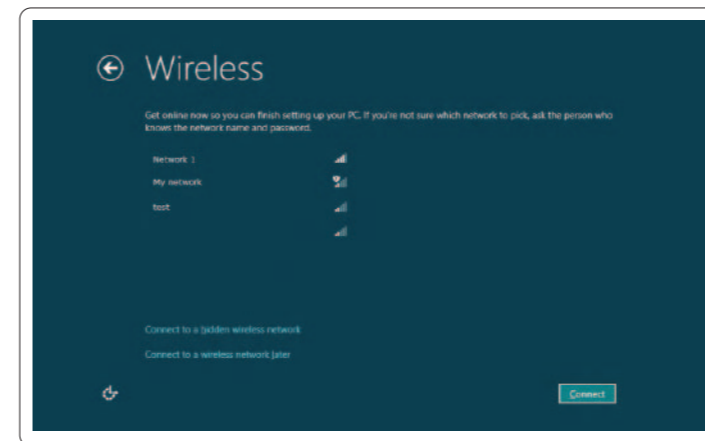 Wireless
Get online now so you can finish setting up your PC. If you're not sure which network to pick, ask the person who
knows the network name and password.
Network 1
My network
test
Connect to a hidden wireless network
Connect to a wireless network later
Connect